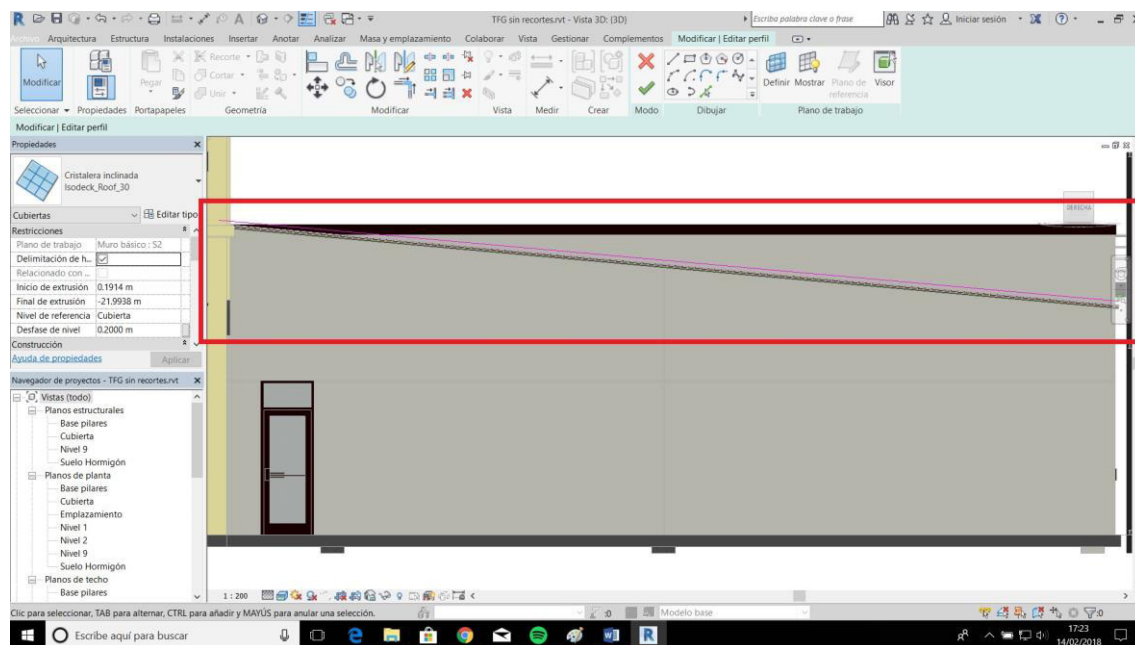 TFG sin recortes.rvt - Vista 3D: {3D}
Escriba palabra clave o frase
Iniciar sesión
Archivo Arquitectura Estructura Instalaciones Insertar Anotar Analizar Masa y emplazamiento Colaborar Vista Gestionar Complementos Modificar | Editar perfil
Modificar
Pegar
Recorte
Cortar
Unir
Definir Mostrar Plano de referencia Visor
Seleccionar Propiedades Portapapeles Geometría Modificar Vista Medir Crear Modo Dibujar Plano de trabajo
Modificar | Editar perfil
Propiedades
Cristalera inclinada
Isodeck_Roof_30
Cubiertas Editar tipo
Restricciones
Plano de trabajo Muro básico : S2
Delimitación de h...
Relacionado con ...
Inicio de extrusión 0.1914 m
Final de extrusión -21.9938 m
Nivel de referencia Cubierta
Desfase de nivel 0.2000 m
Construcción
Ayuda de propiedades Aplicar
Navegador de proyectos - TFG sin recortes.rvt
Vistas (todo)
Planos estructurales
Base pilares
Cubierta
Nivel 9
Suelo Hormigón
Planos de planta
Base pilares
Cubierta
Emplazamiento
Nivel 1
Nivel 2
Nivel 9
Suelo Hormigón
Planos de techo
Base pilares
DERECHA
1 : 200
Clic para seleccionar, TAB para alternar, CTRL para añadir y MAYÚS para anular una selección.
:0
Modelo base
:0
Escribe aquí para buscar
17:23
14/02/2018